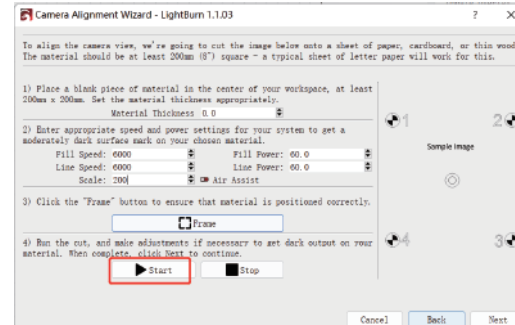 Camera Alignment Wizard - LightBurn 1.1.03
To align the camera view, we're going to cut the image below onto a sheet of paper, cardboard, or thin wood
The material should be at least 200mm (8") square - a typical sheet of letter paper will work for this.
1) Place a blank piece of material in the center of your workspace, at least
200mm x 200mm. Set the material thickness appropriately.
Material Thickness 0.0
2) Enter appropriate speed and power settings for your system to get a
moderately dark surface mark on your chosen material.
Fill Speed: 6000 Fill Power: 60.0
Line Speed: 6000 Line Power: 60.0
Scale: 200 Air Assist
3) Click the "Frame" button to ensure that material is positioned correctly.
Frame
4) Run the cut, and make adjustments if necessary to get dark output on your
material. When complete, click Next to continue.
Start Stop
1 2
Sample Image
4 3
Cancel Back Next